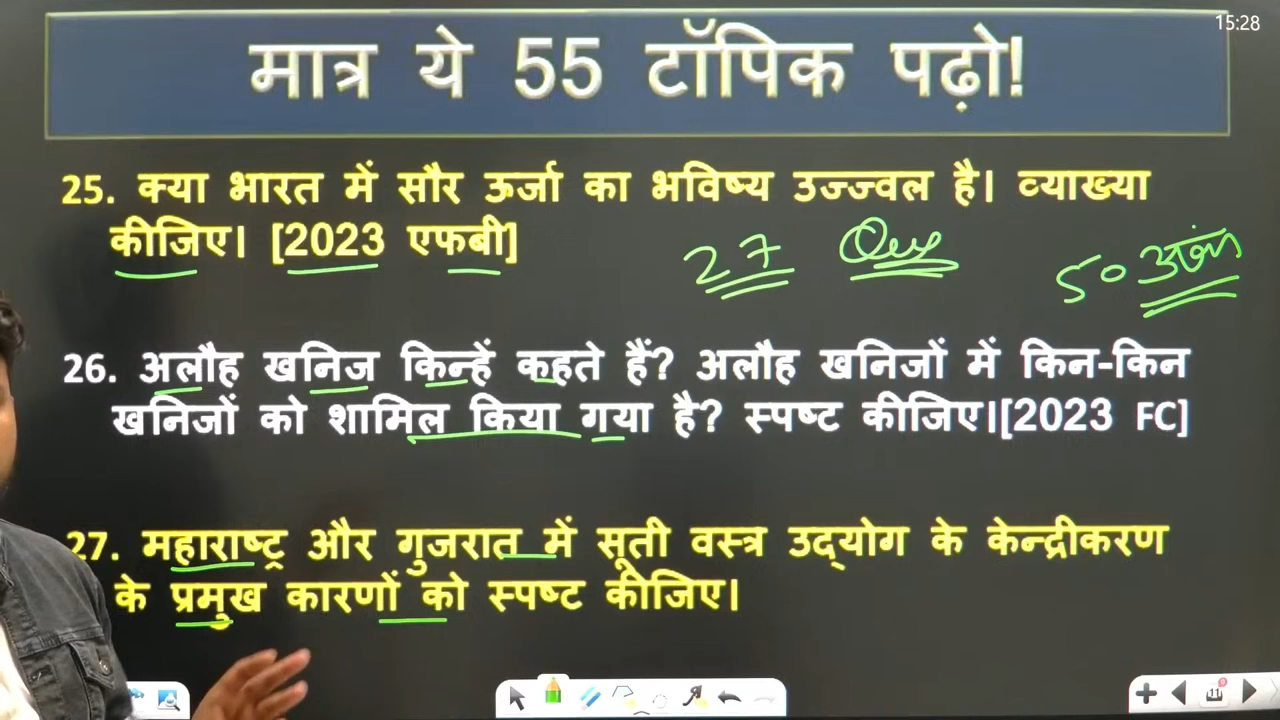 15:28
मात्र ये 55 टॉपिक पढ़ो!
25. क्या भारत में सौर ऊर्जा का भविष्य उज्ज्वल है। व्याख्या
कीजिए। [2023 एफबी]
27 Que 50 अंक
26. अलौह खनिज किन्हें कहते हैं? अलौह खनिजों में किन-किन
खनिजों को शामिल किया गया है? स्पष्ट कीजिए।[2023 FC]
27. महाराष्ट्र और गुजरात में सूती वस्त्र उद्योग के केन्द्रीकरण
के प्रमुख कारणों को स्पष्ट कीजिए।
11